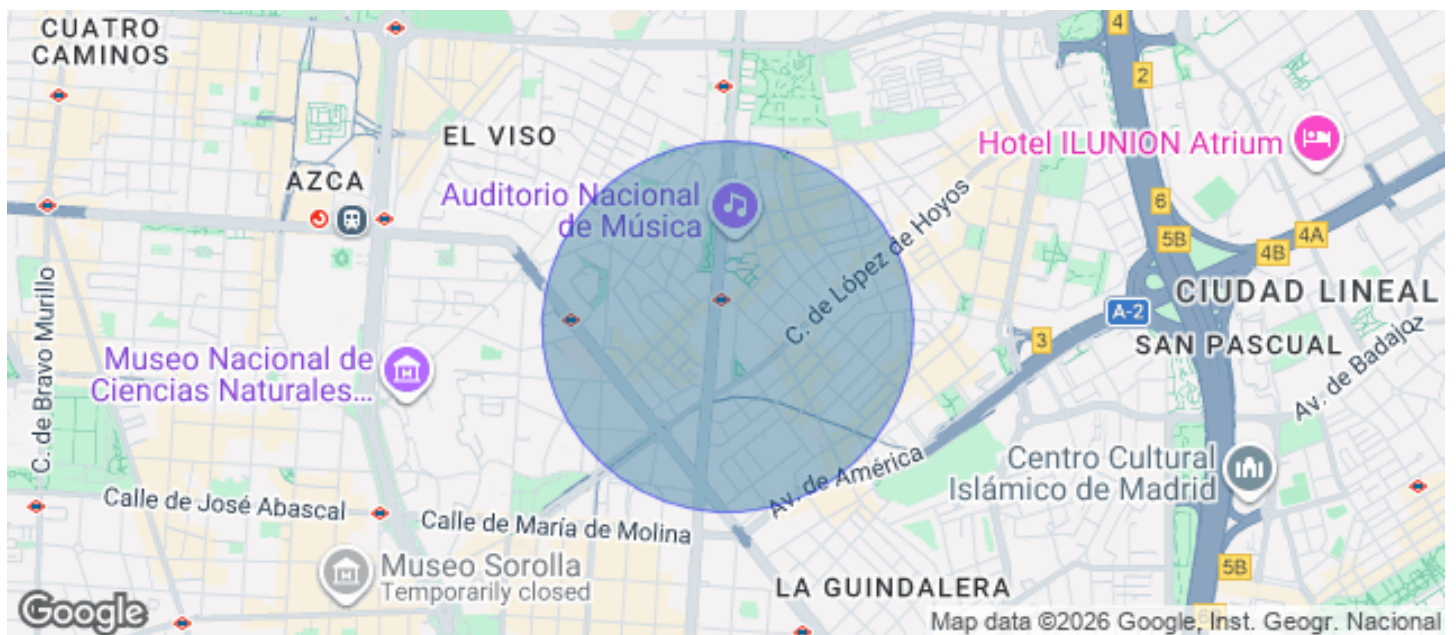 CUATRO
CAMINOS
4
2
EL VISO
Hotel ILUNION Atrium
AZCA
Auditorio Nacional
de Música
6
5B
4A
4B
C. de López de Hoyos
C. de Bravo Murillo
CIUDAD LINEAL
A-2
3
SAN PASCUAL
Museo Nacional de
Ciencias Naturales...
Av. de Badajoz
Av. de América
Centro Cultural
Islámico de Madrid
Calle de José Abascal
Calle de María de Molina
Museo Sorolla
Temporarily closed
5B
LA GUINDALERA
Google
Map data ©2026 Google, Inst. Geogr. Nacional